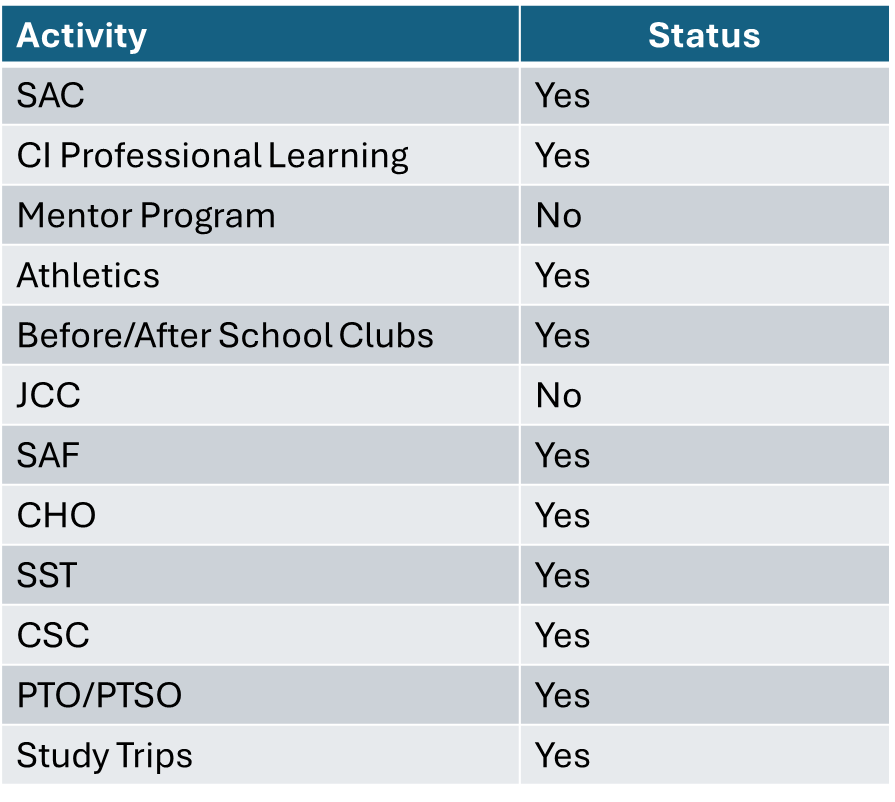 Activity Status
SAC Yes
CI Professional Learning Yes
Mentor Program No
Athletics Yes
Before/After School Clubs Yes
JCC No
SAF Yes
CHO Yes
SST Yes
CSC Yes
PTO/PTSO Yes
Study Trips Yes